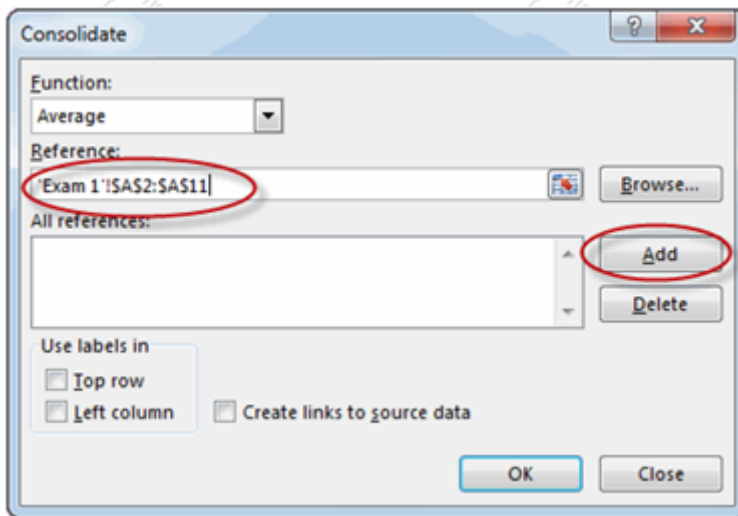 Consolidate
Function:
Average
Reference:
'Exam 1'!$A$2:$A$11
Browse...
All references:
Add
Delete
Use labels in
Top row
Left column
Create links to source data
OK
Close